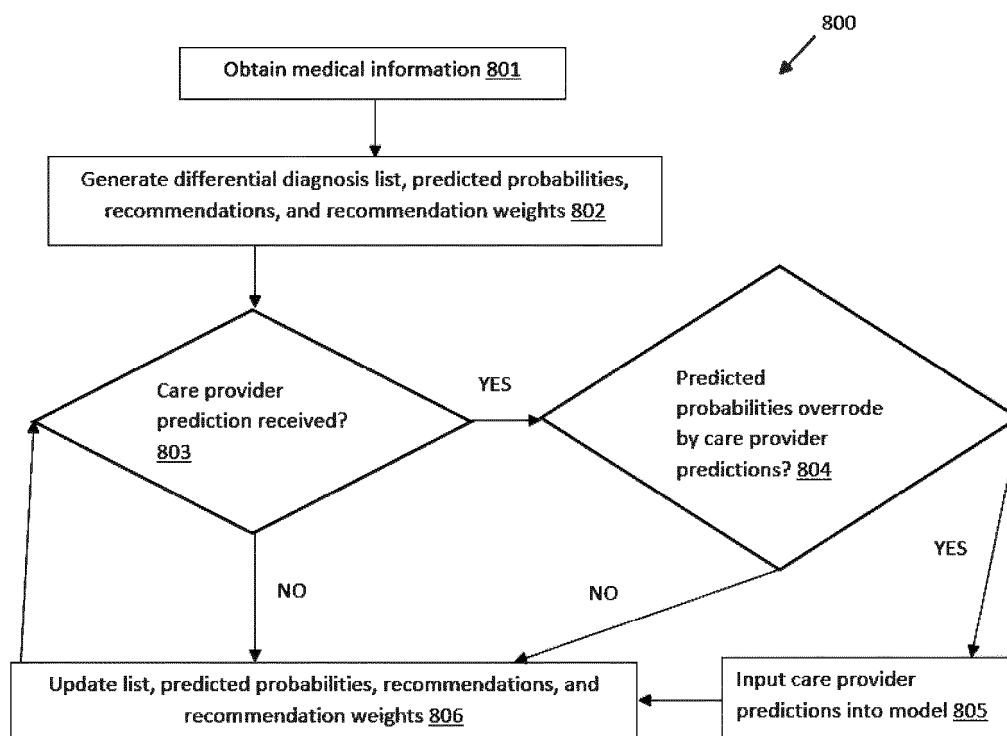 800
Obtain medical information 801
Generate differential diagnosis list, predicted probabilities,
recommendations, and recommendation weights 802
Care provider
prediction received?
803
YES
Predicted
probabilities overrode
by care provider
predictions? 804
YES
NO
NO
Update list, predicted probabilities, recommendations, and
recommendation weights 806
Input care provider
predictions into model 805